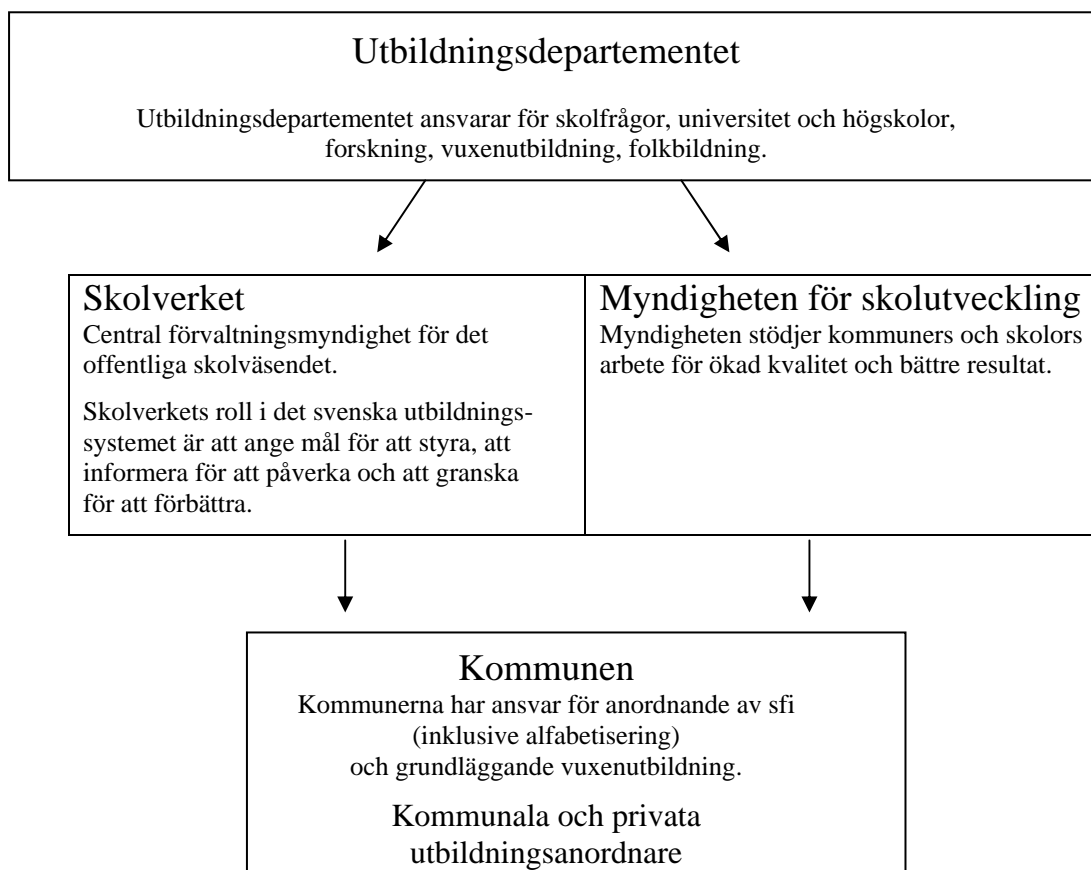 Utbildningsdepartementet
Utbildningsdepartementet ansvarar för skolfrågor, universitet och högskolor,
forskning, vuxenutbildning, folkbildning.
Skolverket
Central förvaltningsmyndighet för det
offentliga skolväsendet.
Skolverkets roll i det svenska utbildnings-
systemet är att ange mål för att styra, att
informera för att påverka och att granska
för att förbättra.
Myndigheten för skolutveckling
Myndigheten stödjer kommuners och skolors
arbete för ökad kvalitet och bättre resultat.
Kommunen
Kommunerna har ansvar för anordnande av sfi
(inklusive alfabetisering)
och grundläggande vuxenutbildning.
Kommunala och privata
utbildningsanordnare